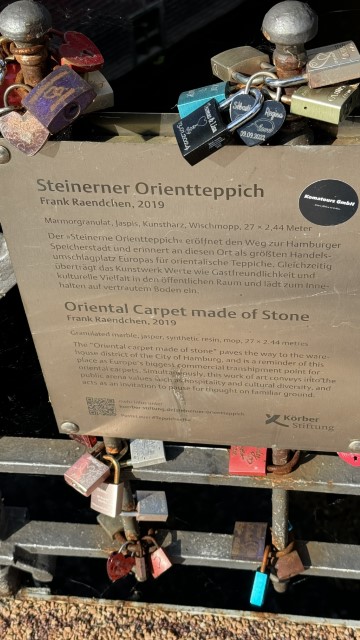 Steinerner Orientteppich
Frank Raendchen, 2019
Marmorgranulat, Jaspis, Kunstharz, Wischmopp, 27 × 2,44 Meter
Der »Steinerne Orientteppich« eröffnet den Weg zur Hamburger
Speicherstadt und erinnert an diesen Ort als größten Handels-
umschlagplatz Europas für orientalische Teppiche. Gleichzeitig
überträgt das Kunstwerk Werte wie Gastfreundlichkeit und
kulturelle Vielfalt in den öffentlichen Raum und lädt zum Inne-
halten auf vertrautem Boden ein.
Oriental Carpet made of Stone
Frank Raendchen, 2019
Granulated marble, jasper, synthetic resin, mop, 27 × 2.44 metres
The "Oriental carpet made of stone" paves the way to the ware-
house district of the City of Hamburg, and is a reminder of this
place as Europe's biggest commercial transhipment point for
oriental carpets. Simultaneously, this work of art conveys into the
public arena values such as hospitality and cultural diversity, and
acts as an invitation to pause for thought on familiar ground.
Körber
Stiftung
Komatours GmbH
Regina
09.09.2022